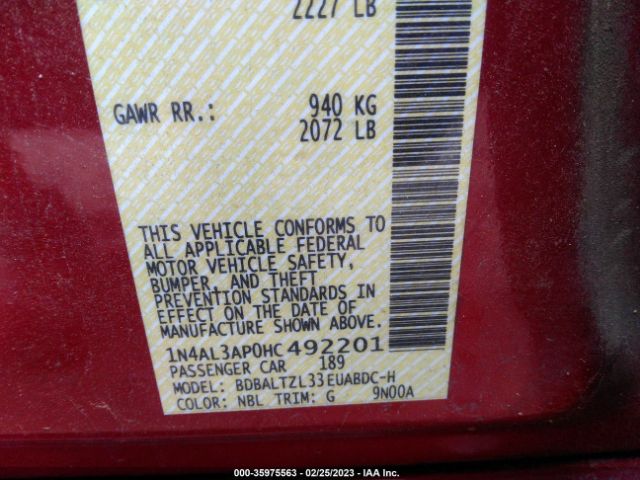 2227 LB
GAWR RR.: 940 KG
2072 LB
THIS VEHICLE CONFORMS TO
ALL APPLICABLE FEDERAL
MOTOR VEHICLE SAFETY,
BUMPER, AND THEFT
PREVENTION STANDARDS IN
EFFECT ON THE DATE OF
MANUFACTURE SHOWN ABOVE.
1N4AL3AP0HC492201
PASSENGER CAR 189
MODEL: BDBALTZL33EUABDC-H
COLOR: NBL TRIM: G 9N00A
000-35975563 - 02/25/2023 - IAA Inc.